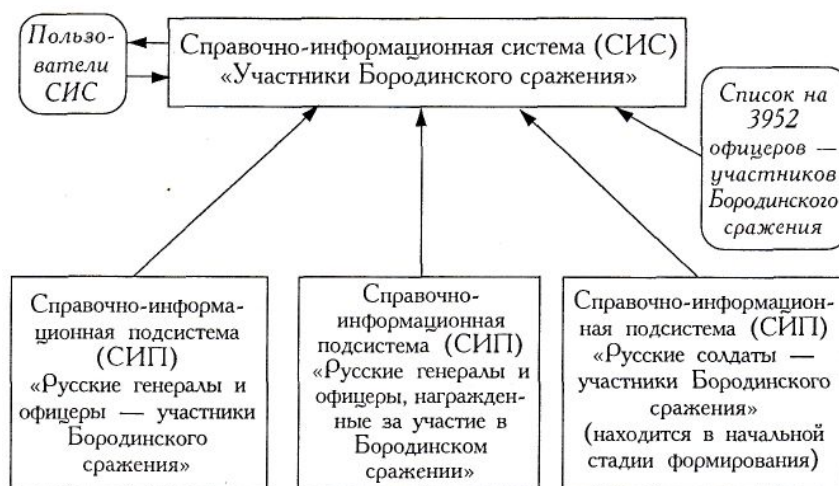 Пользо-
ватели
СИС
Справочно-информационная система (СИС)
«Участники Бородинского сражения»
Список на
3952
офицеров —
участников
Бородинского
сражения
Справочно-информа-
ационная подсистема
(СИП)
«Русские генералы и
офицеры — участники
Бородинского
сражения»
Справочно-
информационная
подсистема (СИП)
«Русские генералы и
офицеры, награжден-
ные за участие в
Бородинском
сражении»
Справочно-информацион-
ная подсистема (СИП)
«Русские солдаты —
участники Бородинского
сражения»
(находится в начальной
стадии формирования)